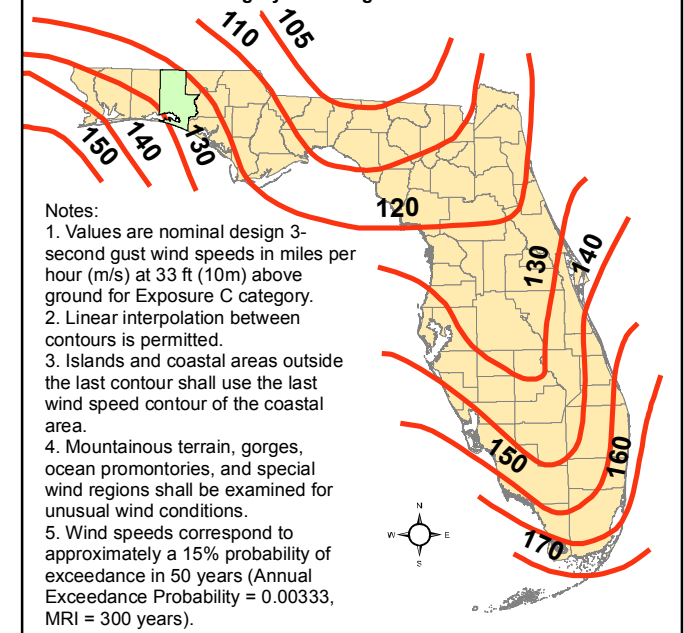 105
110
150
140
130
120
130
140
Notes:
1. Values are nominal design 3-
second gust wind speeds in miles per
hour (m/s) at 33 ft (10m) above
ground for Exposure C category.
2. Linear interpolation between
contours is permitted.
3. Islands and coastal areas outside
the last contour shall use the last
wind speed contour of the coastal
area.
4. Mountainous terrain, gorges,
ocean promontories, and special
wind regions shall be examined for
unusual wind conditions.
5. Wind speeds correspond to
approximately a 15% probability of
exceedance in 50 years (Annual
Exceedance Probability = 0.00333,
MRI = 300 years).
150
160
170
N
W E
S